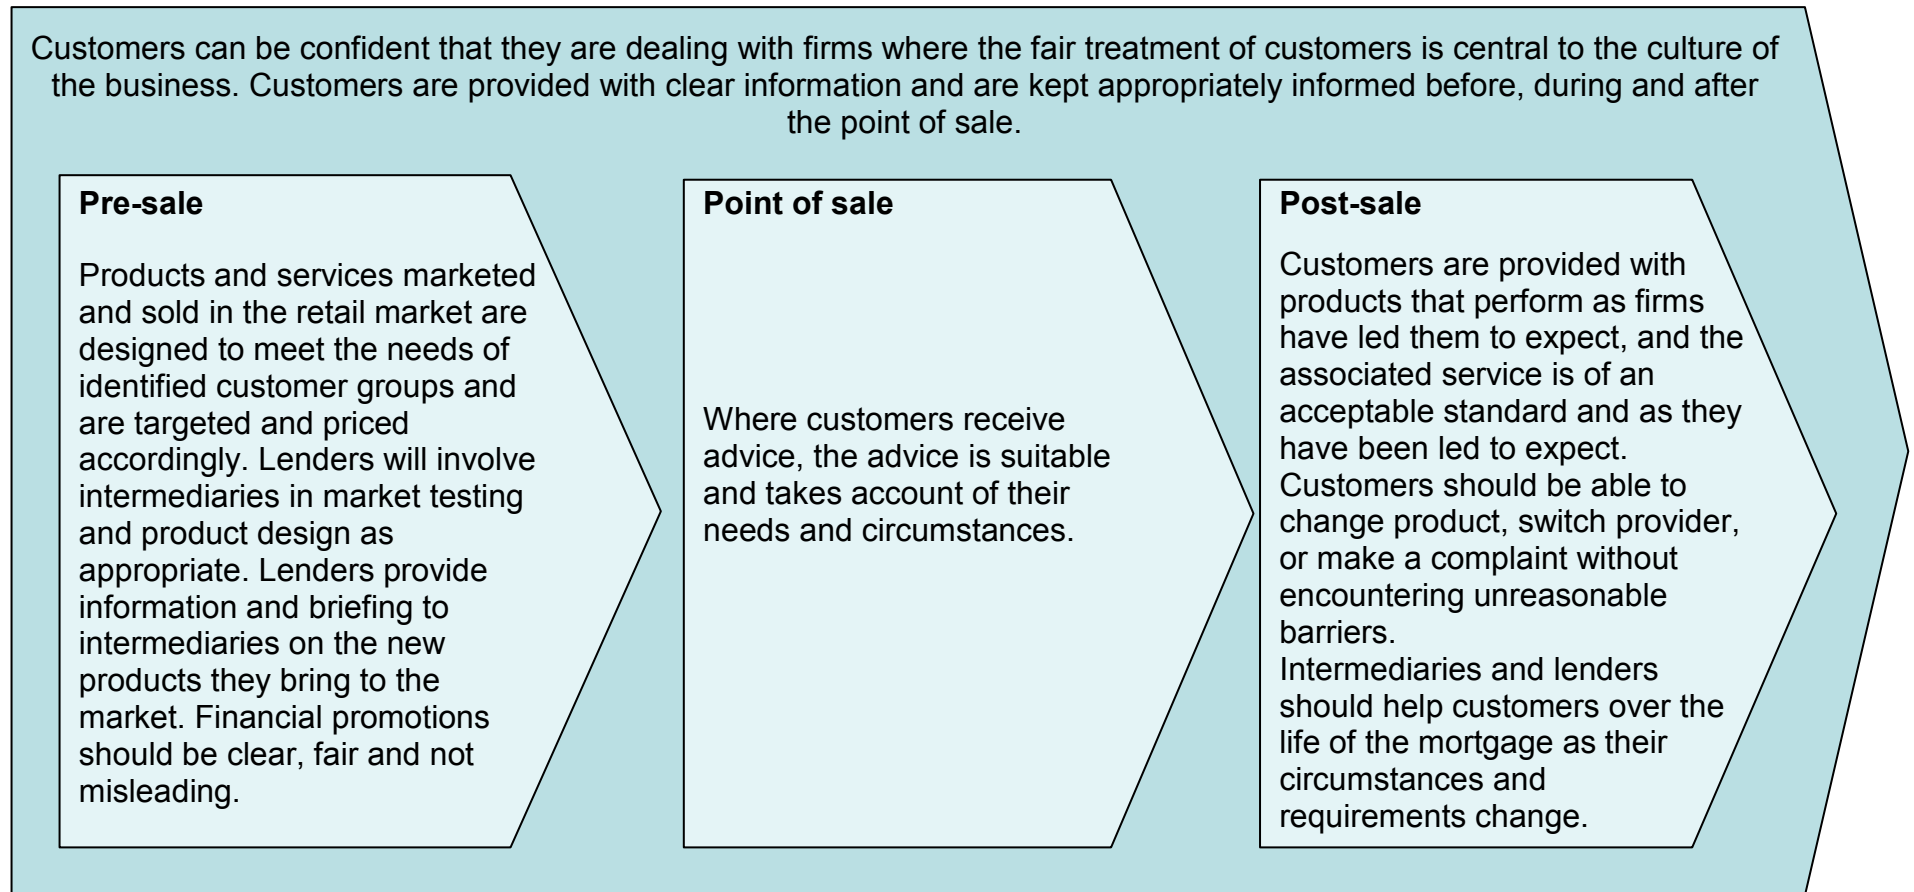 Customers can be confident that they are dealing with firms where the fair treatment of customers is central to the culture of
the business. Customers are provided with clear information and are kept appropriately informed before, during and after
the point of sale.
Pre-sale
Products and services marketed
and sold in the retail market are
designed to meet the needs of
identified customer groups and
are targeted and priced
accordingly. Lenders will involve
intermediaries in market testing
and product design as
appropriate. Lenders provide
information and briefing to
intermediaries on the new
products they bring to the
market. Financial promotions
should be clear, fair and not
misleading.
Point of sale
Where customers receive
advice, the advice is suitable
and takes account of their
needs and circumstances.
Post-sale
Customers are provided with
products that perform as firms
have led them to expect, and the
associated service is of an
acceptable standard and as they
have been led to expect.
Customers should be able to
change product, switch provider,
or make a complaint without
encountering unreasonable
barriers.
Intermediaries and lenders
should help customers over the
life of the mortgage as their
circumstances and
requirements change.